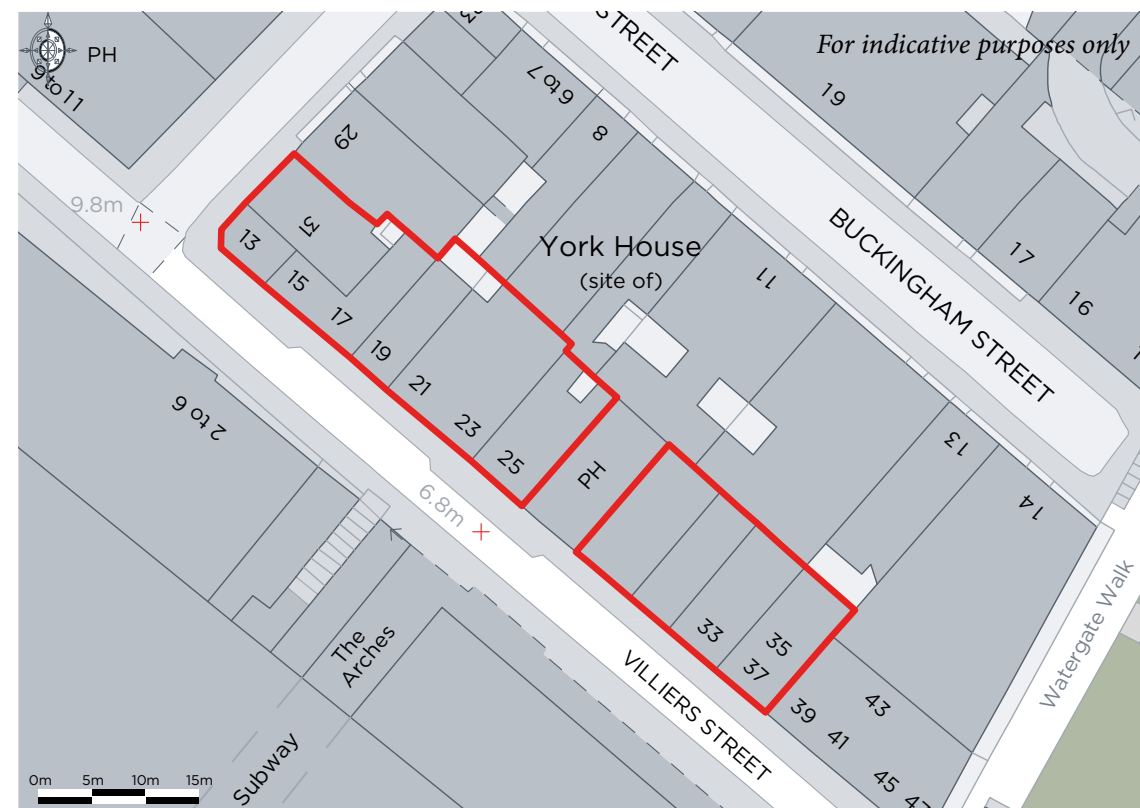 For indicative purposes only
PH
9 to 11
STREET
6 to 7
8
19
29
9.8m
31
13
15
17
19
21
23
25
York House
(site of)
11
BUCKINGHAM STREET
17
16
2 to 6
PH
6.8m
13
14
33
35
37
39
41
43
45
47
The
Arches
VILLIERS STREET
Subway
Watergate Walk
0m 5m 10m 15m